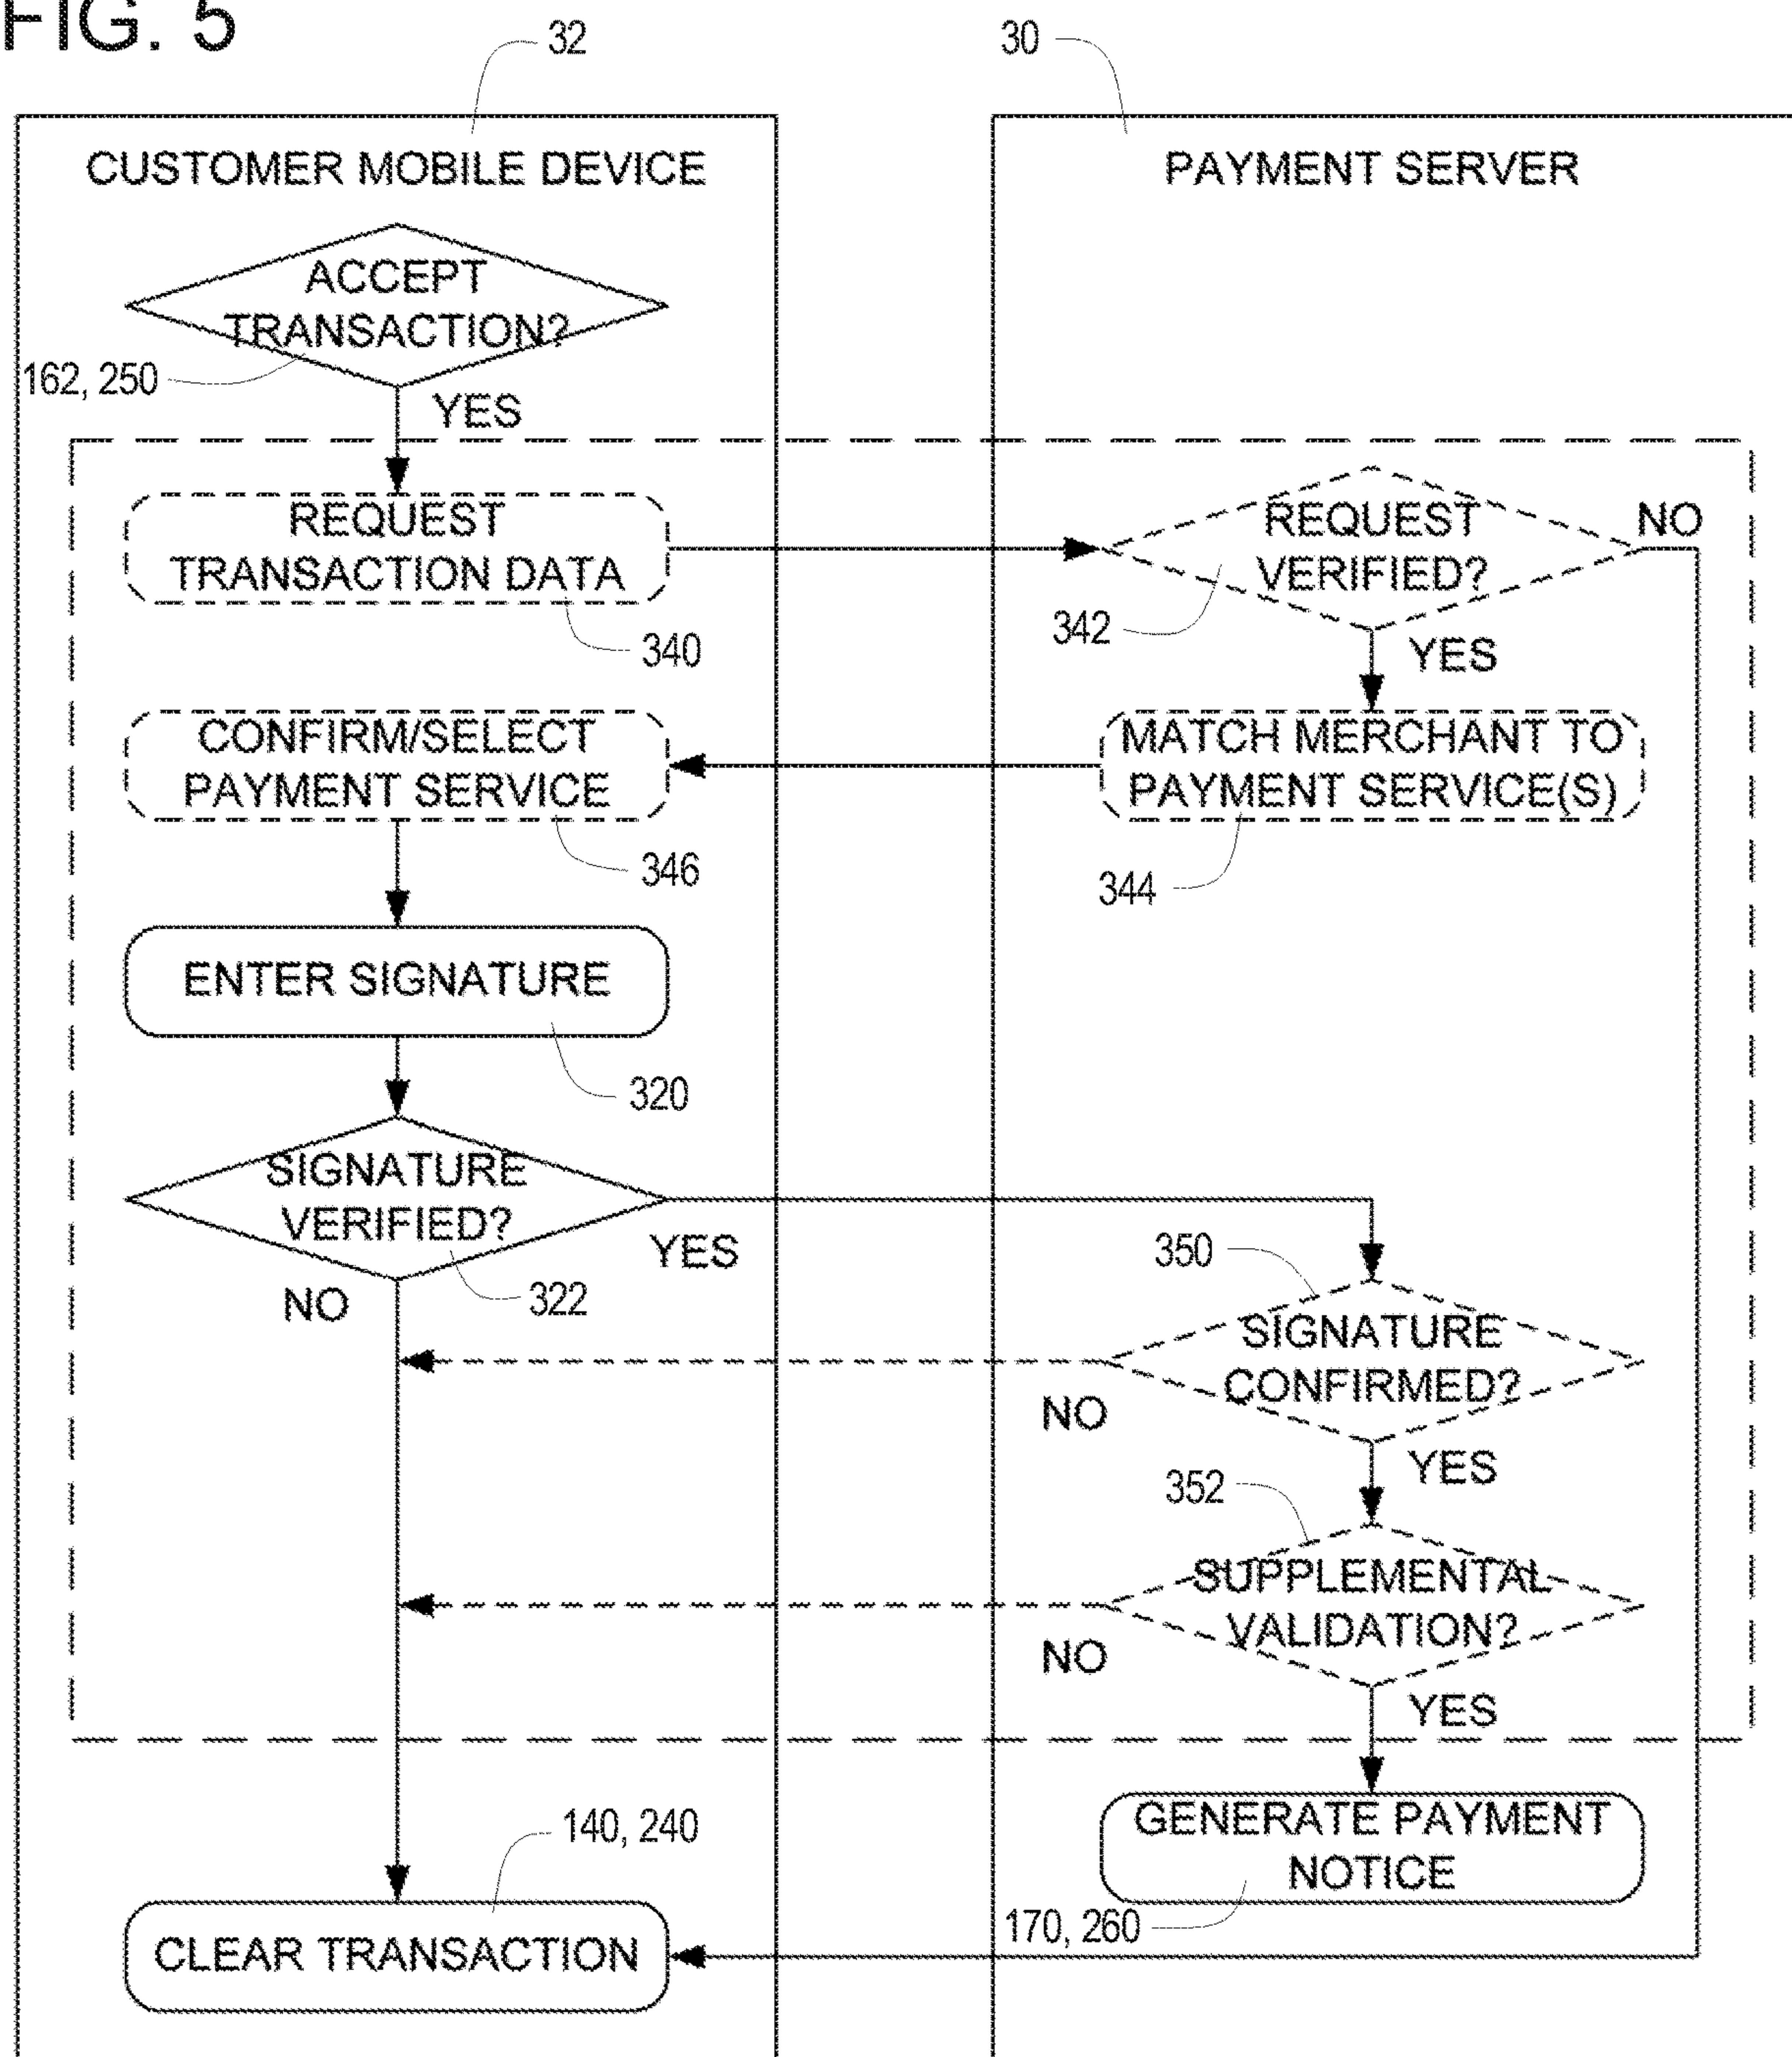 FIG. 5
32
30
CUSTOMER MOBILE DEVICE
PAYMENT SERVER
ACCEPT
TRANSACTION?
162, 250
YES
REQUEST
TRANSACTION DATA
340
REQUEST
VERIFIED?
NO
342
YES
CONFIRM/SELECT
PAYMENT SERVICE
346
MATCH MERCHANT TO
PAYMENT SERVICE(S)
344
ENTER SIGNATURE
320
SIGNATURE
VERIFIED?
YES
NO
322
350
SIGNATURE
CONFIRMED?
NO
YES
352
SUPPLEMENTAL
VALIDATION?
NO
YES
140, 240
GENERATE PAYMENT
NOTICE
170, 260
CLEAR TRANSACTION